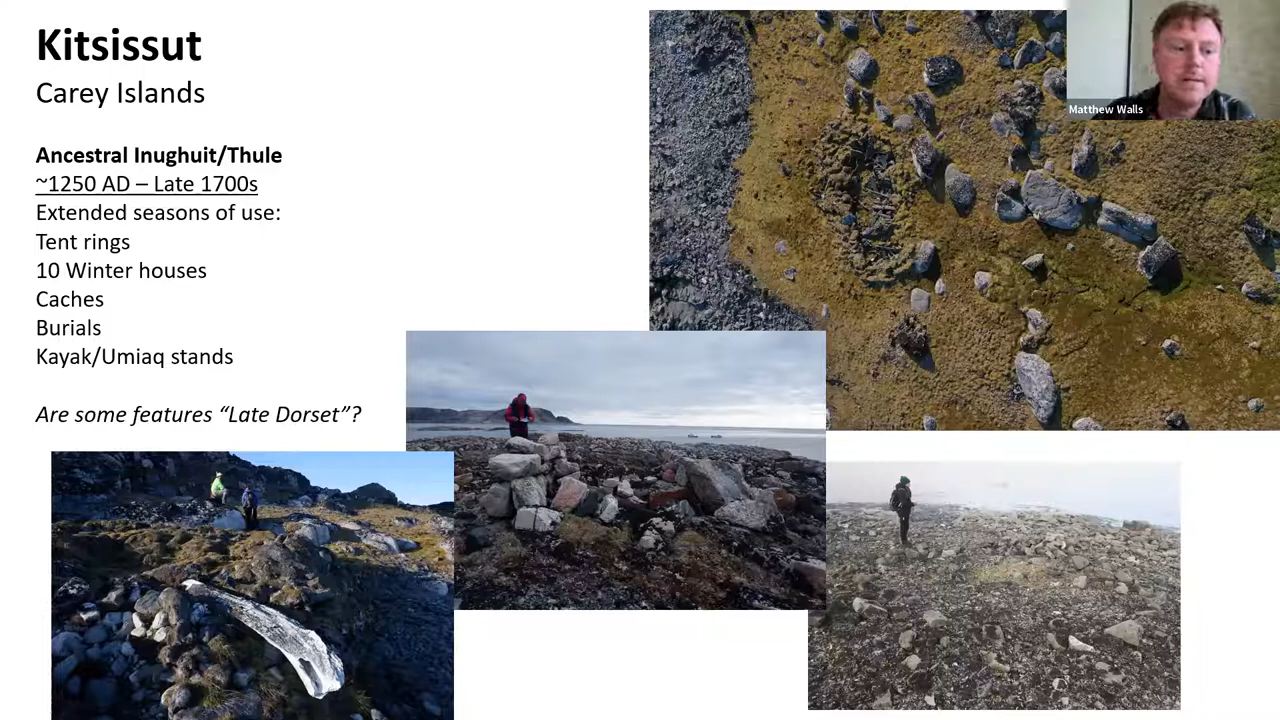 Kitsissut
Carey Islands
Ancestral Inughuit/Thule
~1250 AD – Late 1700s
Extended seasons of use:
Tent rings
10 Winter houses
Caches
Burials
Kayak/Umiaq stands
Are some features “Late Dorset”?
Matthew Walls